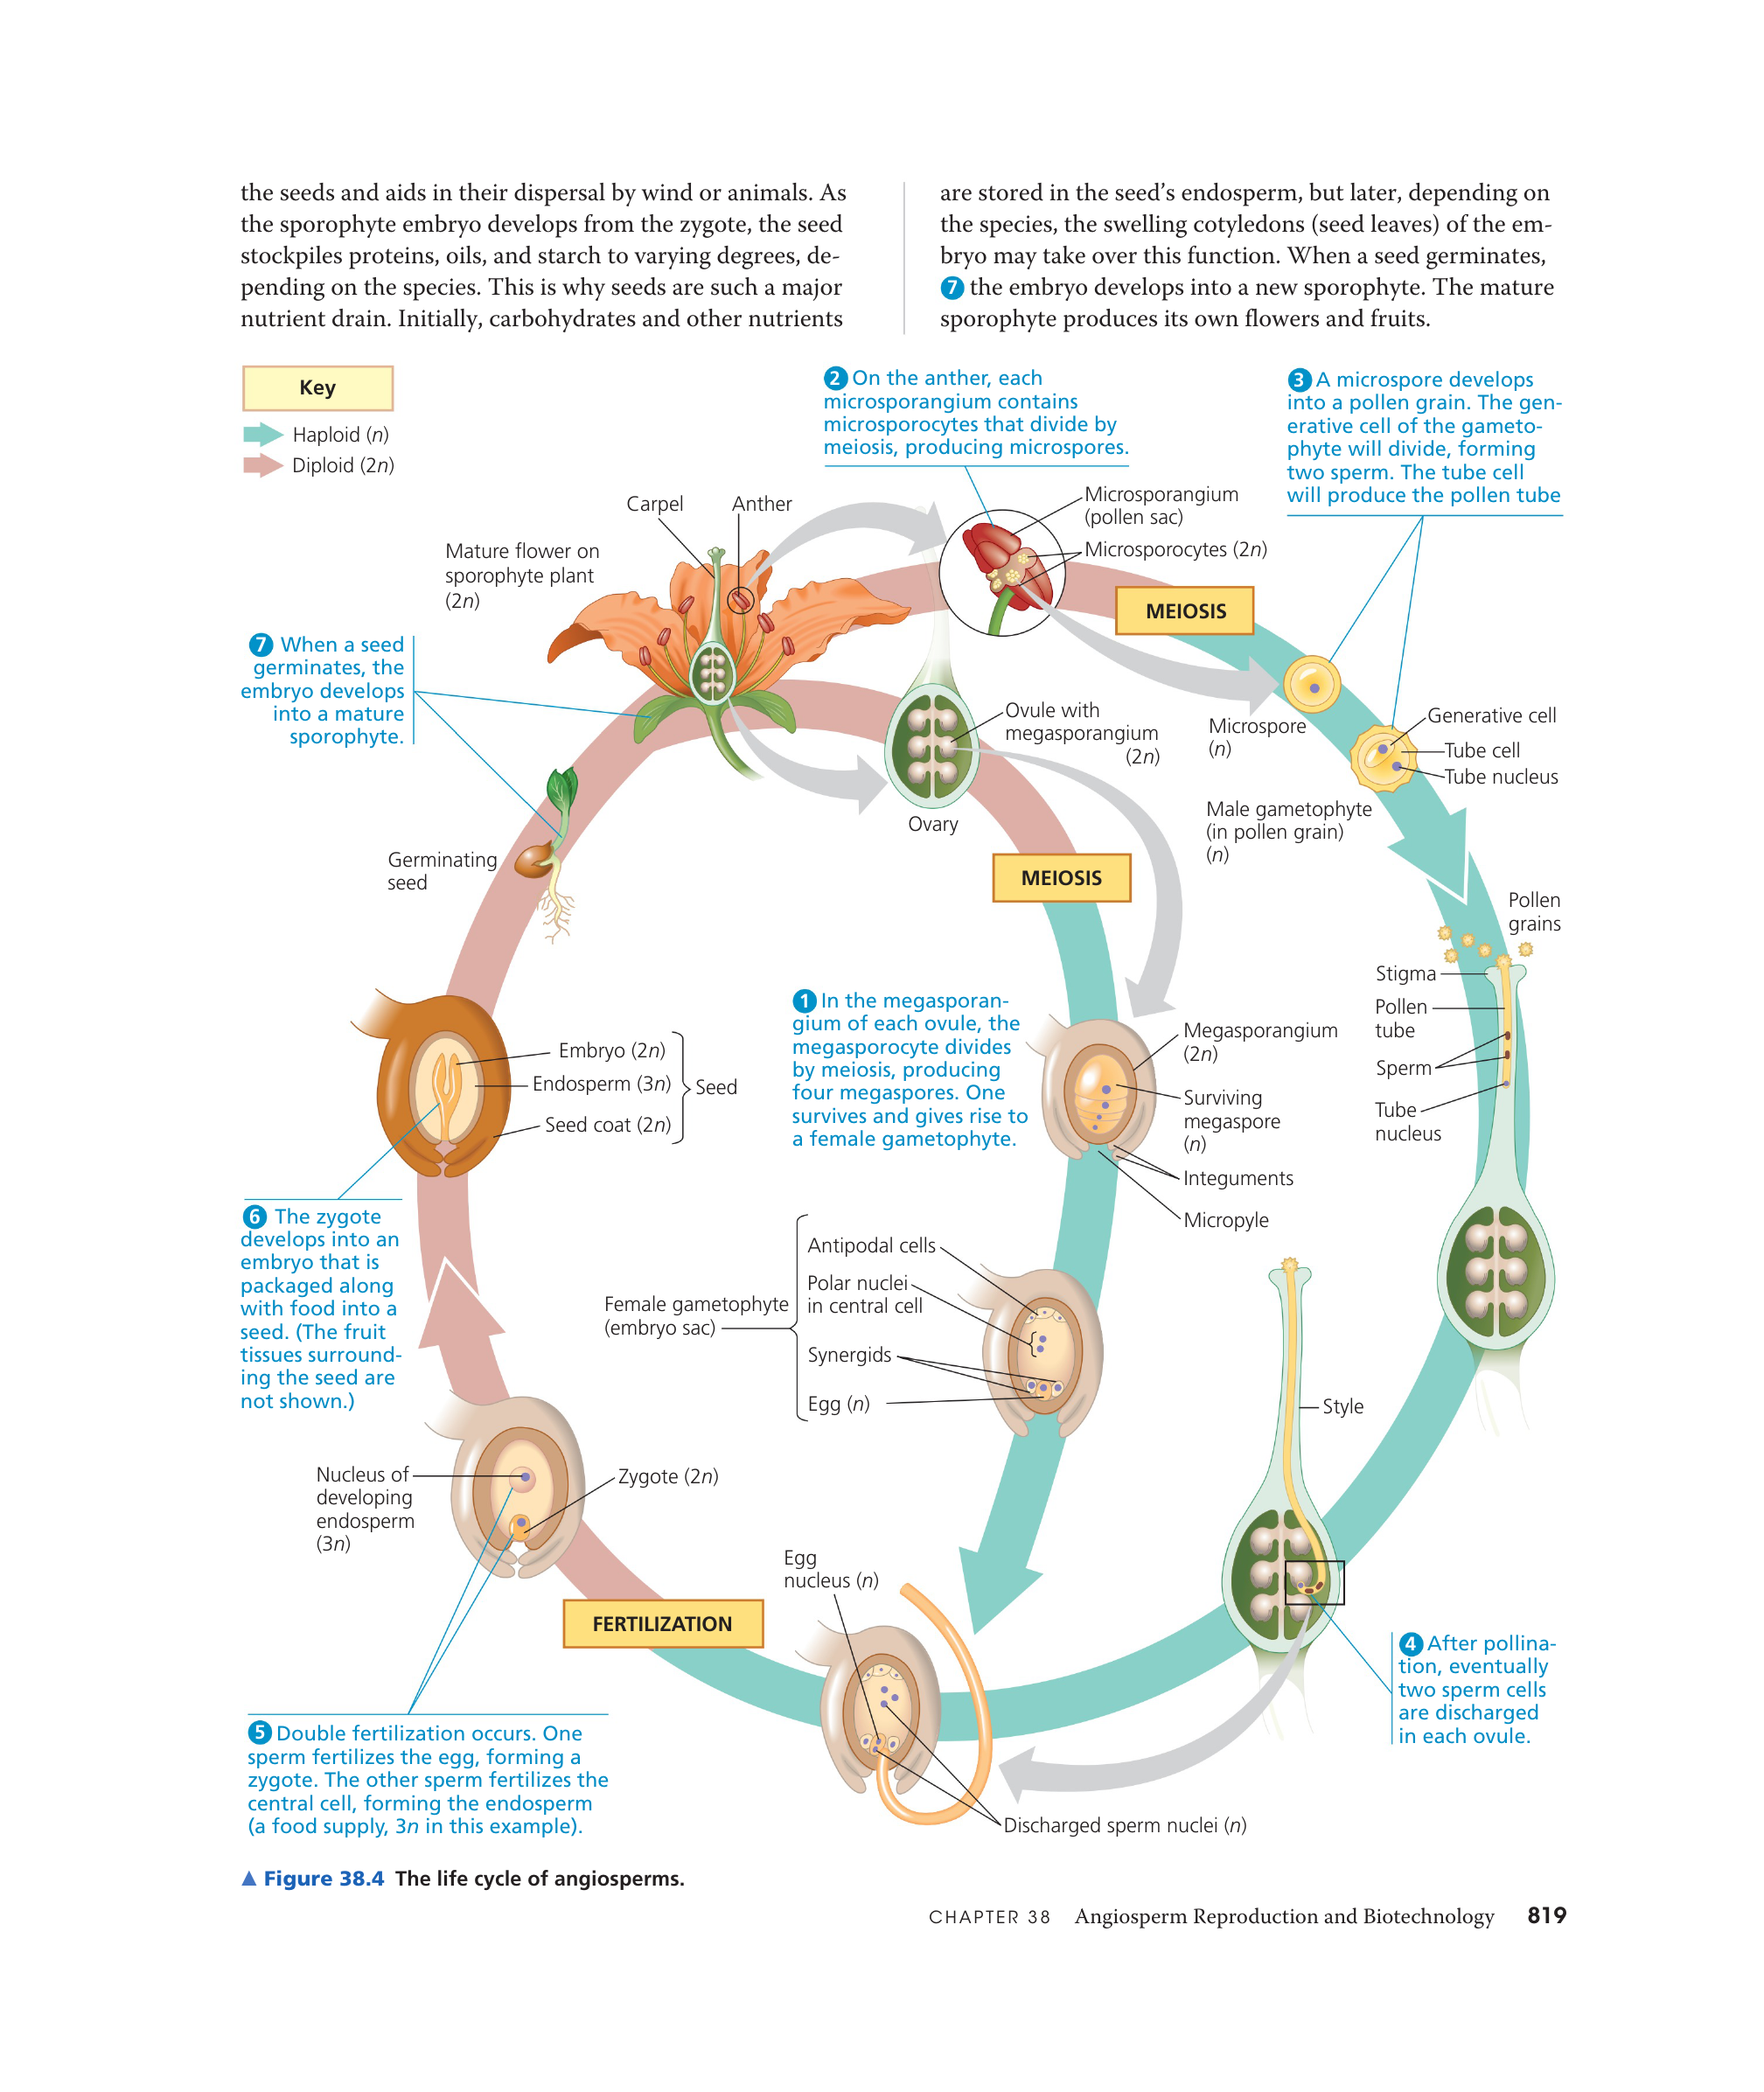 the seeds and aids in their dispersal by wind or animals. As
the sporophyte embryo develops from the zygote, the seed
stockpiles proteins, oils, and starch to varying degrees, de-
pending on the species. This is why seeds are such a major
nutrient drain. Initially, carbohydrates and other nutrients
are stored in the seed’s endosperm, but later, depending on
the species, the swelling cotyledons (seed leaves) of the em-
bryo may take over this function. When a seed germinates,
7 the embryo develops into a new sporophyte. The mature
sporophyte produces its own flowers and fruits.
Key
Haploid (n)
Diploid (2n)
2 On the anther, each
microsporangium contains
microsporocytes that divide by
meiosis, producing microspores.
3 A microspore develops
into a pollen grain. The gen-
erative cell of the gameto-
phyte will divide, forming
two sperm. The tube cell
will produce the pollen tube
Carpel
Anther
Microsporangium
(pollen sac)
Microsporocytes (2n)
Mature flower on
sporophyte plant
(2n)
MEIOSIS
7 When a seed
germinates, the
embryo develops
into a mature
sporophyte.
Ovule with
megasporangium
(2n)
Microspore
(n)
Generative cell
Tube cell
Tube nucleus
Ovary
Male gametophyte
(in pollen grain)
(n)
Germinating
seed
MEIOSIS
Pollen
grains
Stigma
Pollen
tube
Sperm
Tube
nucleus
1 In the megasporan-
gium of each ovule, the
megasporocyte divides
by meiosis, producing
four megaspores. One
survives and gives rise to
a female gametophyte.
Megasporangium
(2n)
Surviving
megaspore
(n)
Integuments
Micropyle
Embryo (2n)
Endosperm (3n)
Seed
Seed coat (2n)
6 The zygote
develops into an
embryo that is
packaged along
with food into a
seed. (The fruit
tissues surround-
ing the seed are
not shown.)
Female gametophyte
(embryo sac)
Antipodal cells
Polar nuclei
in central cell
Synergids
Egg (n)
Style
Nucleus of
developing
endosperm
(3n)
Zygote (2n)
Egg
nucleus (n)
FERTILIZATION
4 After pollina-
tion, eventually
two sperm cells
are discharged
in each ovule.
5 Double fertilization occurs. One
sperm fertilizes the egg, forming a
zygote. The other sperm fertilizes the
central cell, forming the endosperm
(a food supply, 3n in this example).
Discharged sperm nuclei (n)
▲ Figure 38.4 The life cycle of angiosperms.
CHAPTER 38 Angiosperm Reproduction and Biotechnology 819